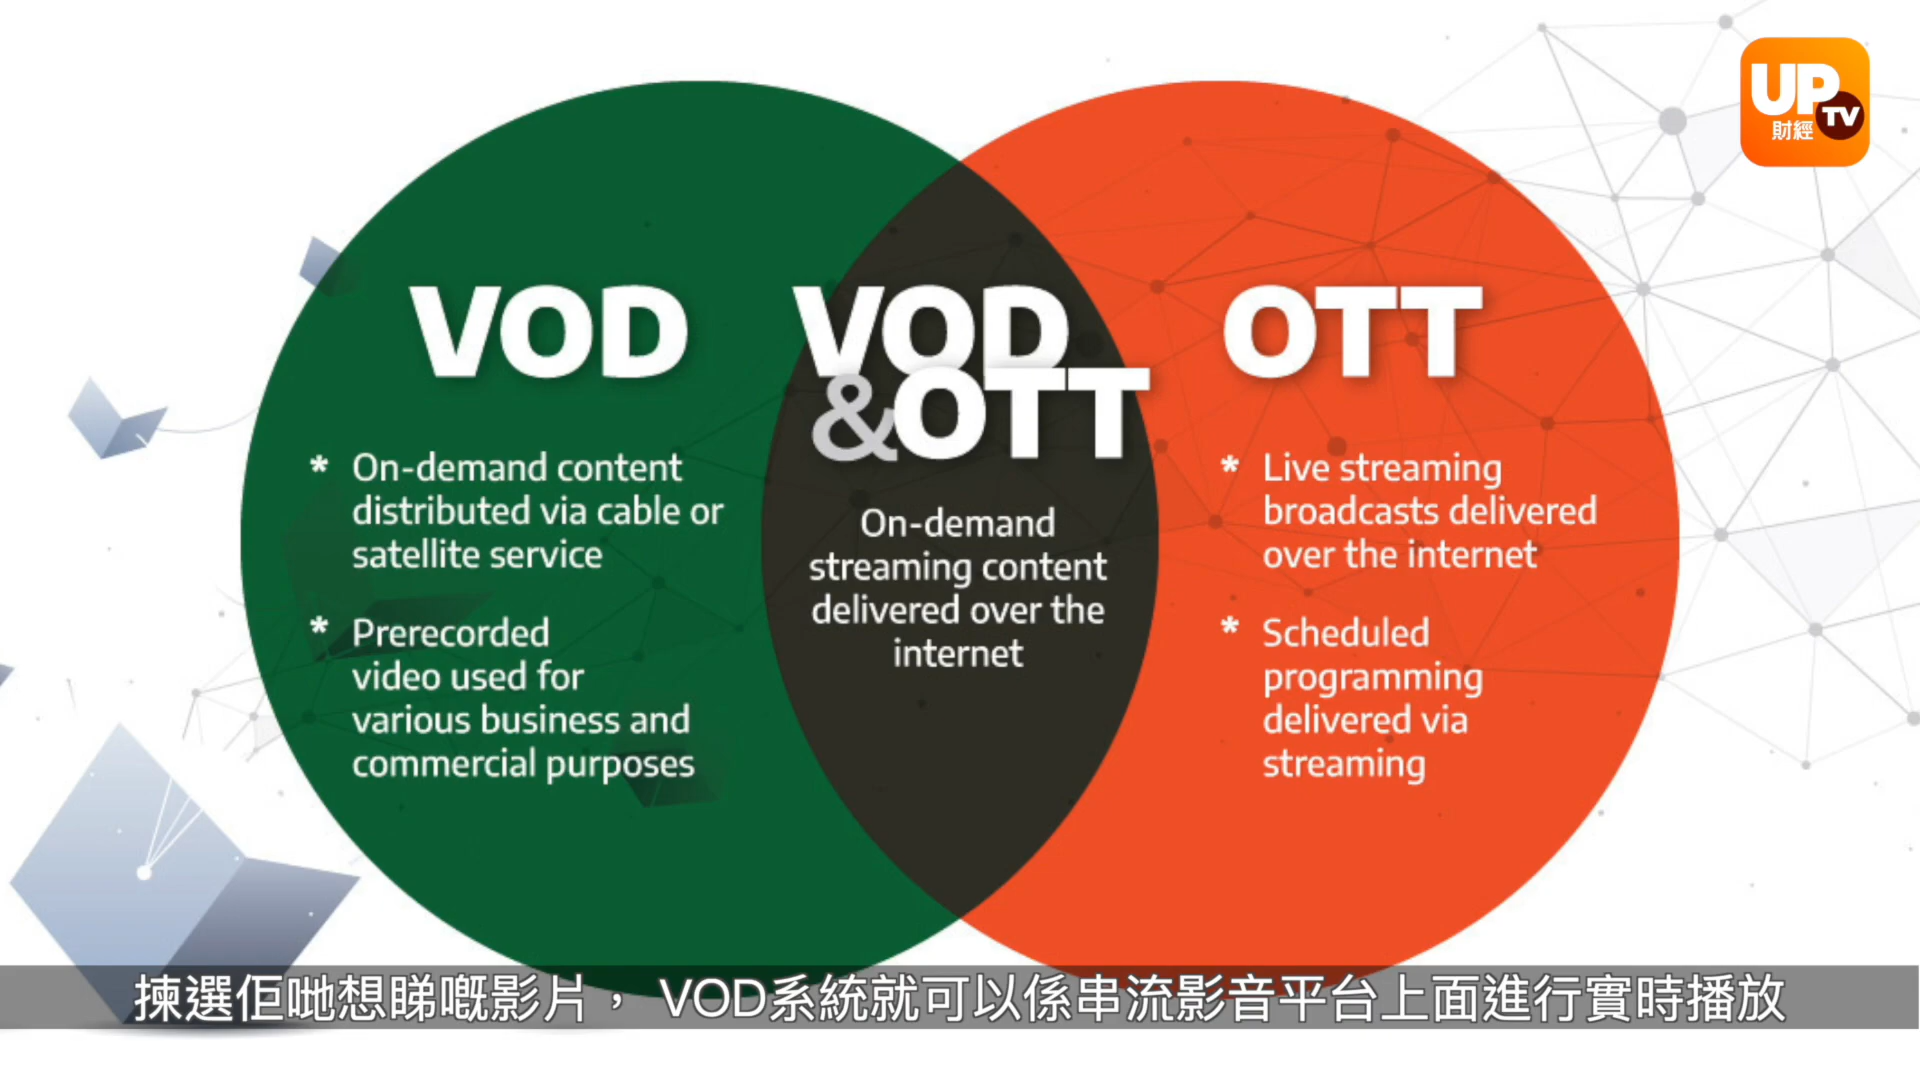 UP
TV
財經
VOD
* On-demand content
distributed via cable or
satellite service
* Prerecorded
video used for
various business and
commercial purposes
VOD
&OTT
On-demand
streaming content
delivered over the
internet
OTT
* Live streaming
broadcasts delivered
over the internet
* Scheduled
programming
delivered via
streaming
揀選佢哋想睇嘅影片， VOD系統就可以係串流影音平台上面進行實時播放